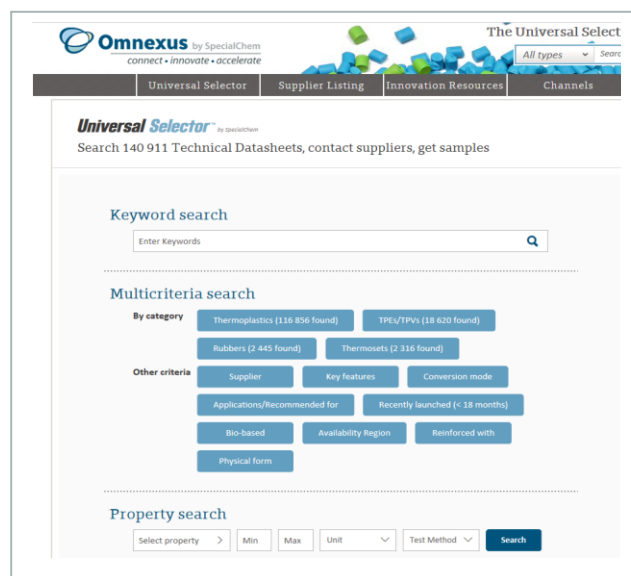 The Universal Select
Omnexus by SpecialChem
connect • innovate • accelerate
All types Searc
Universal Selector Supplier Listing Innovation Resources Channels
Universal Selector by SpecialChem
Search 140 911 Technical Datasheets, contact suppliers, get samples
Keyword search
Enter Keywords
Multicriteria search
By category Thermoplastics (116 856 found) TPEs/TPVs (18 620 found)
Rubbers (2 445 found) Thermosets (2 316 found)
Other criteria Supplier Key features Conversion mode
Applications/Recommended for Recently launched (< 18 months)
Bio-based Availability Region Reinforced with
Physical form
Property search
Select property Min Max Unit Test Method Search